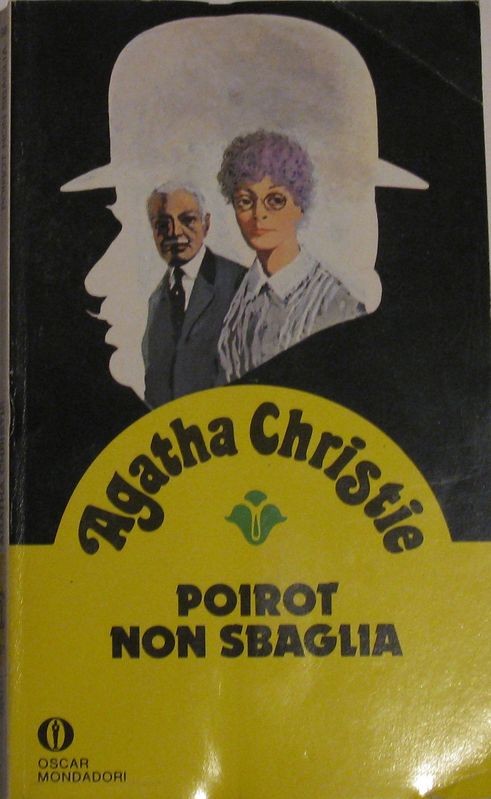 Agatha Christie
POIROT
NON SBAGLIA
OSCAR
MONDADORI